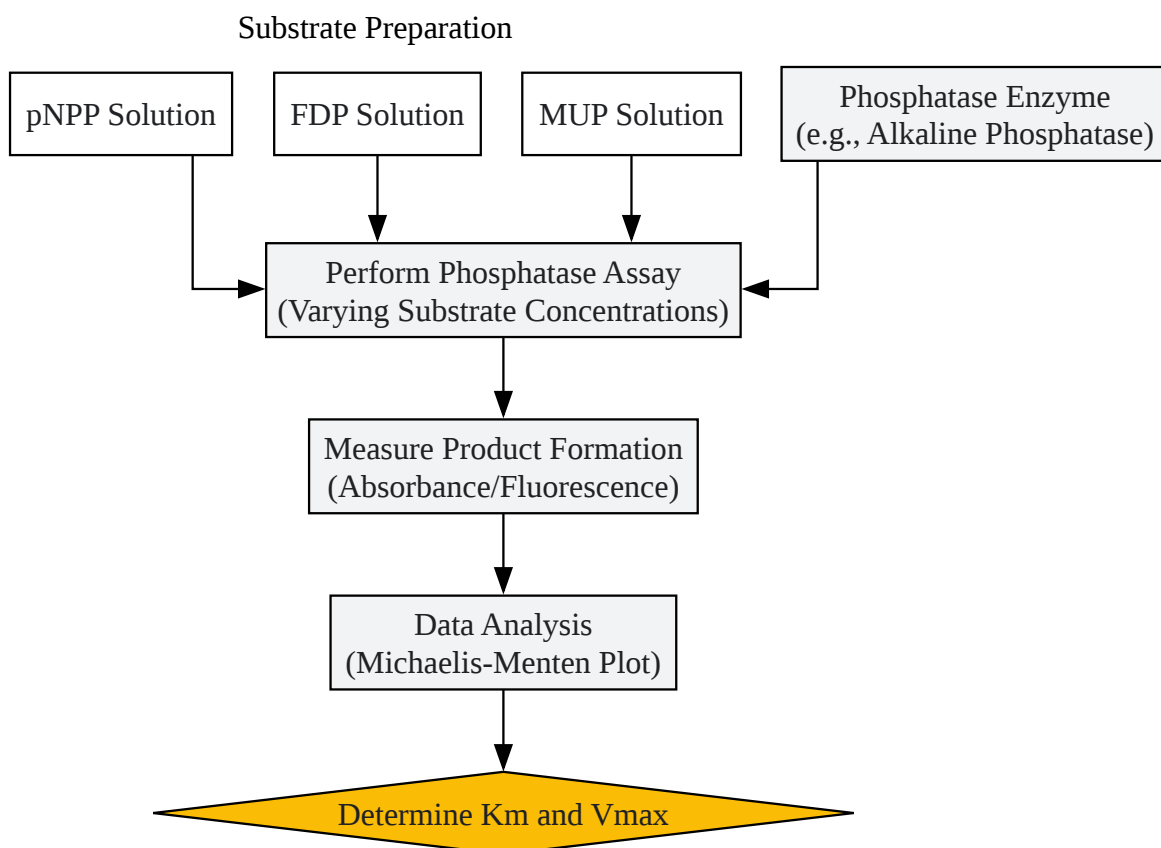 Substrate Preparation
pNPP Solution
FDP Solution
MUP Solution
Phosphatase Enzyme
(e.g., Alkaline Phosphatase)
Perform Phosphatase Assay
(Varying Substrate Concentrations)
Measure Product Formation
(Absorbance/Fluorescence)
Data Analysis
(Michaelis-Menten Plot)
Determine Km and Vmax